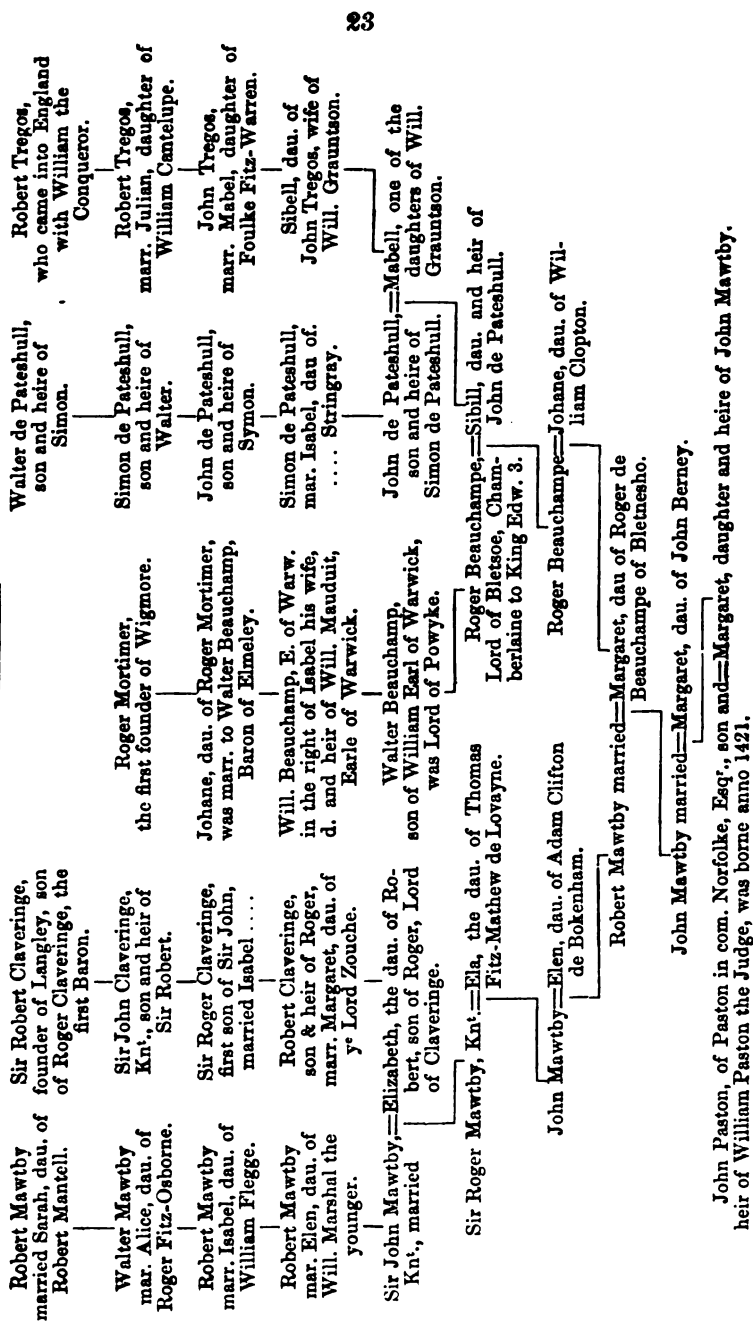 23
Robert Mawtby
married Sarah, dau. of
Robert Mantell.
Walter Mawtby
mar. Alice, dau. of
Roger Fitz-Osborne.
Robert Mawtby
marr. Isabel, dau. of
William Flegge.
Robert Mawtby
mar. Elen, dau. of
Will. Marshal the
younger.
Sir Robert Claveringe,
founder of Langley, son
of Roger Claveringe, the
first Baron.
Sir John Claveringe,
Knt., son and heir of
Sir Robert.
Sir Roger Claveringe,
first son of Sir John,
married Isabel ....
Robert Claveringe,
son & heir of Roger,
marr. Margaret, dau. of
ye Lord Zouche.
Roger Mortimer,
the first founder of Wigmore.
Johane, dau. of Roger Mortimer,
was marr. to Walter Beauchamp,
Baron of Elmeley.
Will. Beauchamp, E. of Warw.
in the right of Isabel his wife,
d. and heir of Will. Mauduit,
Earle of Warwick.
Walter Beauchamp,
son of William Earl of Warwick,
was Lord of Powyke.
Walter de Pateshull,
son and heire of
Simon.
Simon de Pateshull,
son and heire of
Walter.
John de Pateshull,
son and heire of
Symon.
Simon de Pateshull,
mar. Isabel, dau of.
.... Stringray.
Robert Tregos,
who came into England
with William the
Conqueror.
Robert Tregos,
marr. Julian, daughter of
William Cantelupe.
John Tregos,
marr. Mabel, daughter of
Foulke Fitz-Warren.
Sibell, dau. of
John Tregos, wife of
Will. Grauntson.
Sir John Mawtby,=Elizabeth, the dau. of Ro-
Knt., married bert, son of Roger, Lord
of Claveringe.
John de Pateshull,=Mabell, one of the
son and heire of daughters of Will.
Simon de Pateshull. Grauntson.
Sir Roger Mawtby, Knt.=Ela, the dau. of Thomas
Fitz-Mathew de Lovayne.
Roger Beauchampe,=Sibill, dau. and heir of
Lord of Bletsoe, Cham- John de Pateshull.
berlaine to King Edw. 3.
John Mawtby=Elen, dau. of Adam Clifton
de Bokenham.
Roger Beauchampe=Johane, dau. of Wil-
liam Clopton.
Robert Mawtby married=Margaret, dau of Roger de
Beauchampe of Bletnesho.
John Mawtby married=Margaret, dau. of John Berney.
John Paston, of Paston in com. Norfolke, Esqr., son and=Margaret, daughter and heire of John Mawtby.
heir of William Paston the Judge, was borne anno 1421.